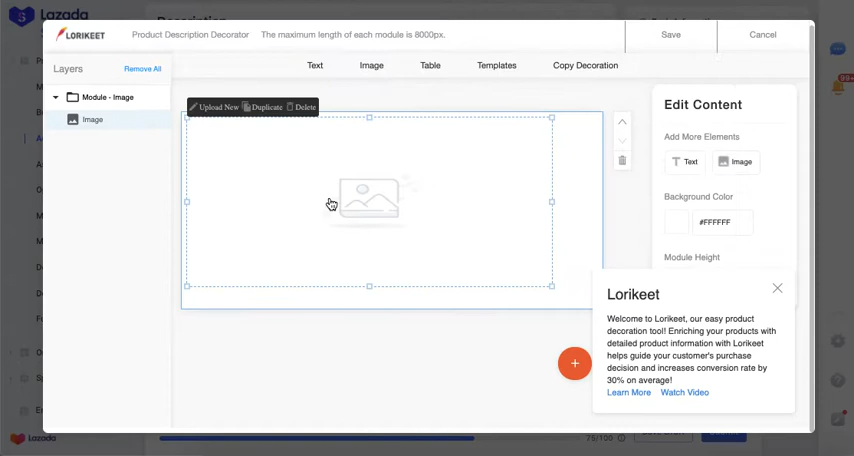 Lazada
Description
LORIKEET
Product Description Decorator
The maximum length of each module is 8000px.
Save
Cancel
Layers
Remove All
Text
Image
Table
Templates
Copy Decoration
Module - Image
Image
Upload New
Duplicate
Delete
Edit Content
Add More Elements
Text
Image
Background Color
#FFFFFF
Module Height
Lorikeet
Welcome to Lorikeet, our easy product
decoration tool! Enriching your products with
detailed product information with Lorikeet
helps guide your customer's purchase
decision and increases conversion rate by
30% on average!
Learn More
Watch Video
99+
Lazada
75/100